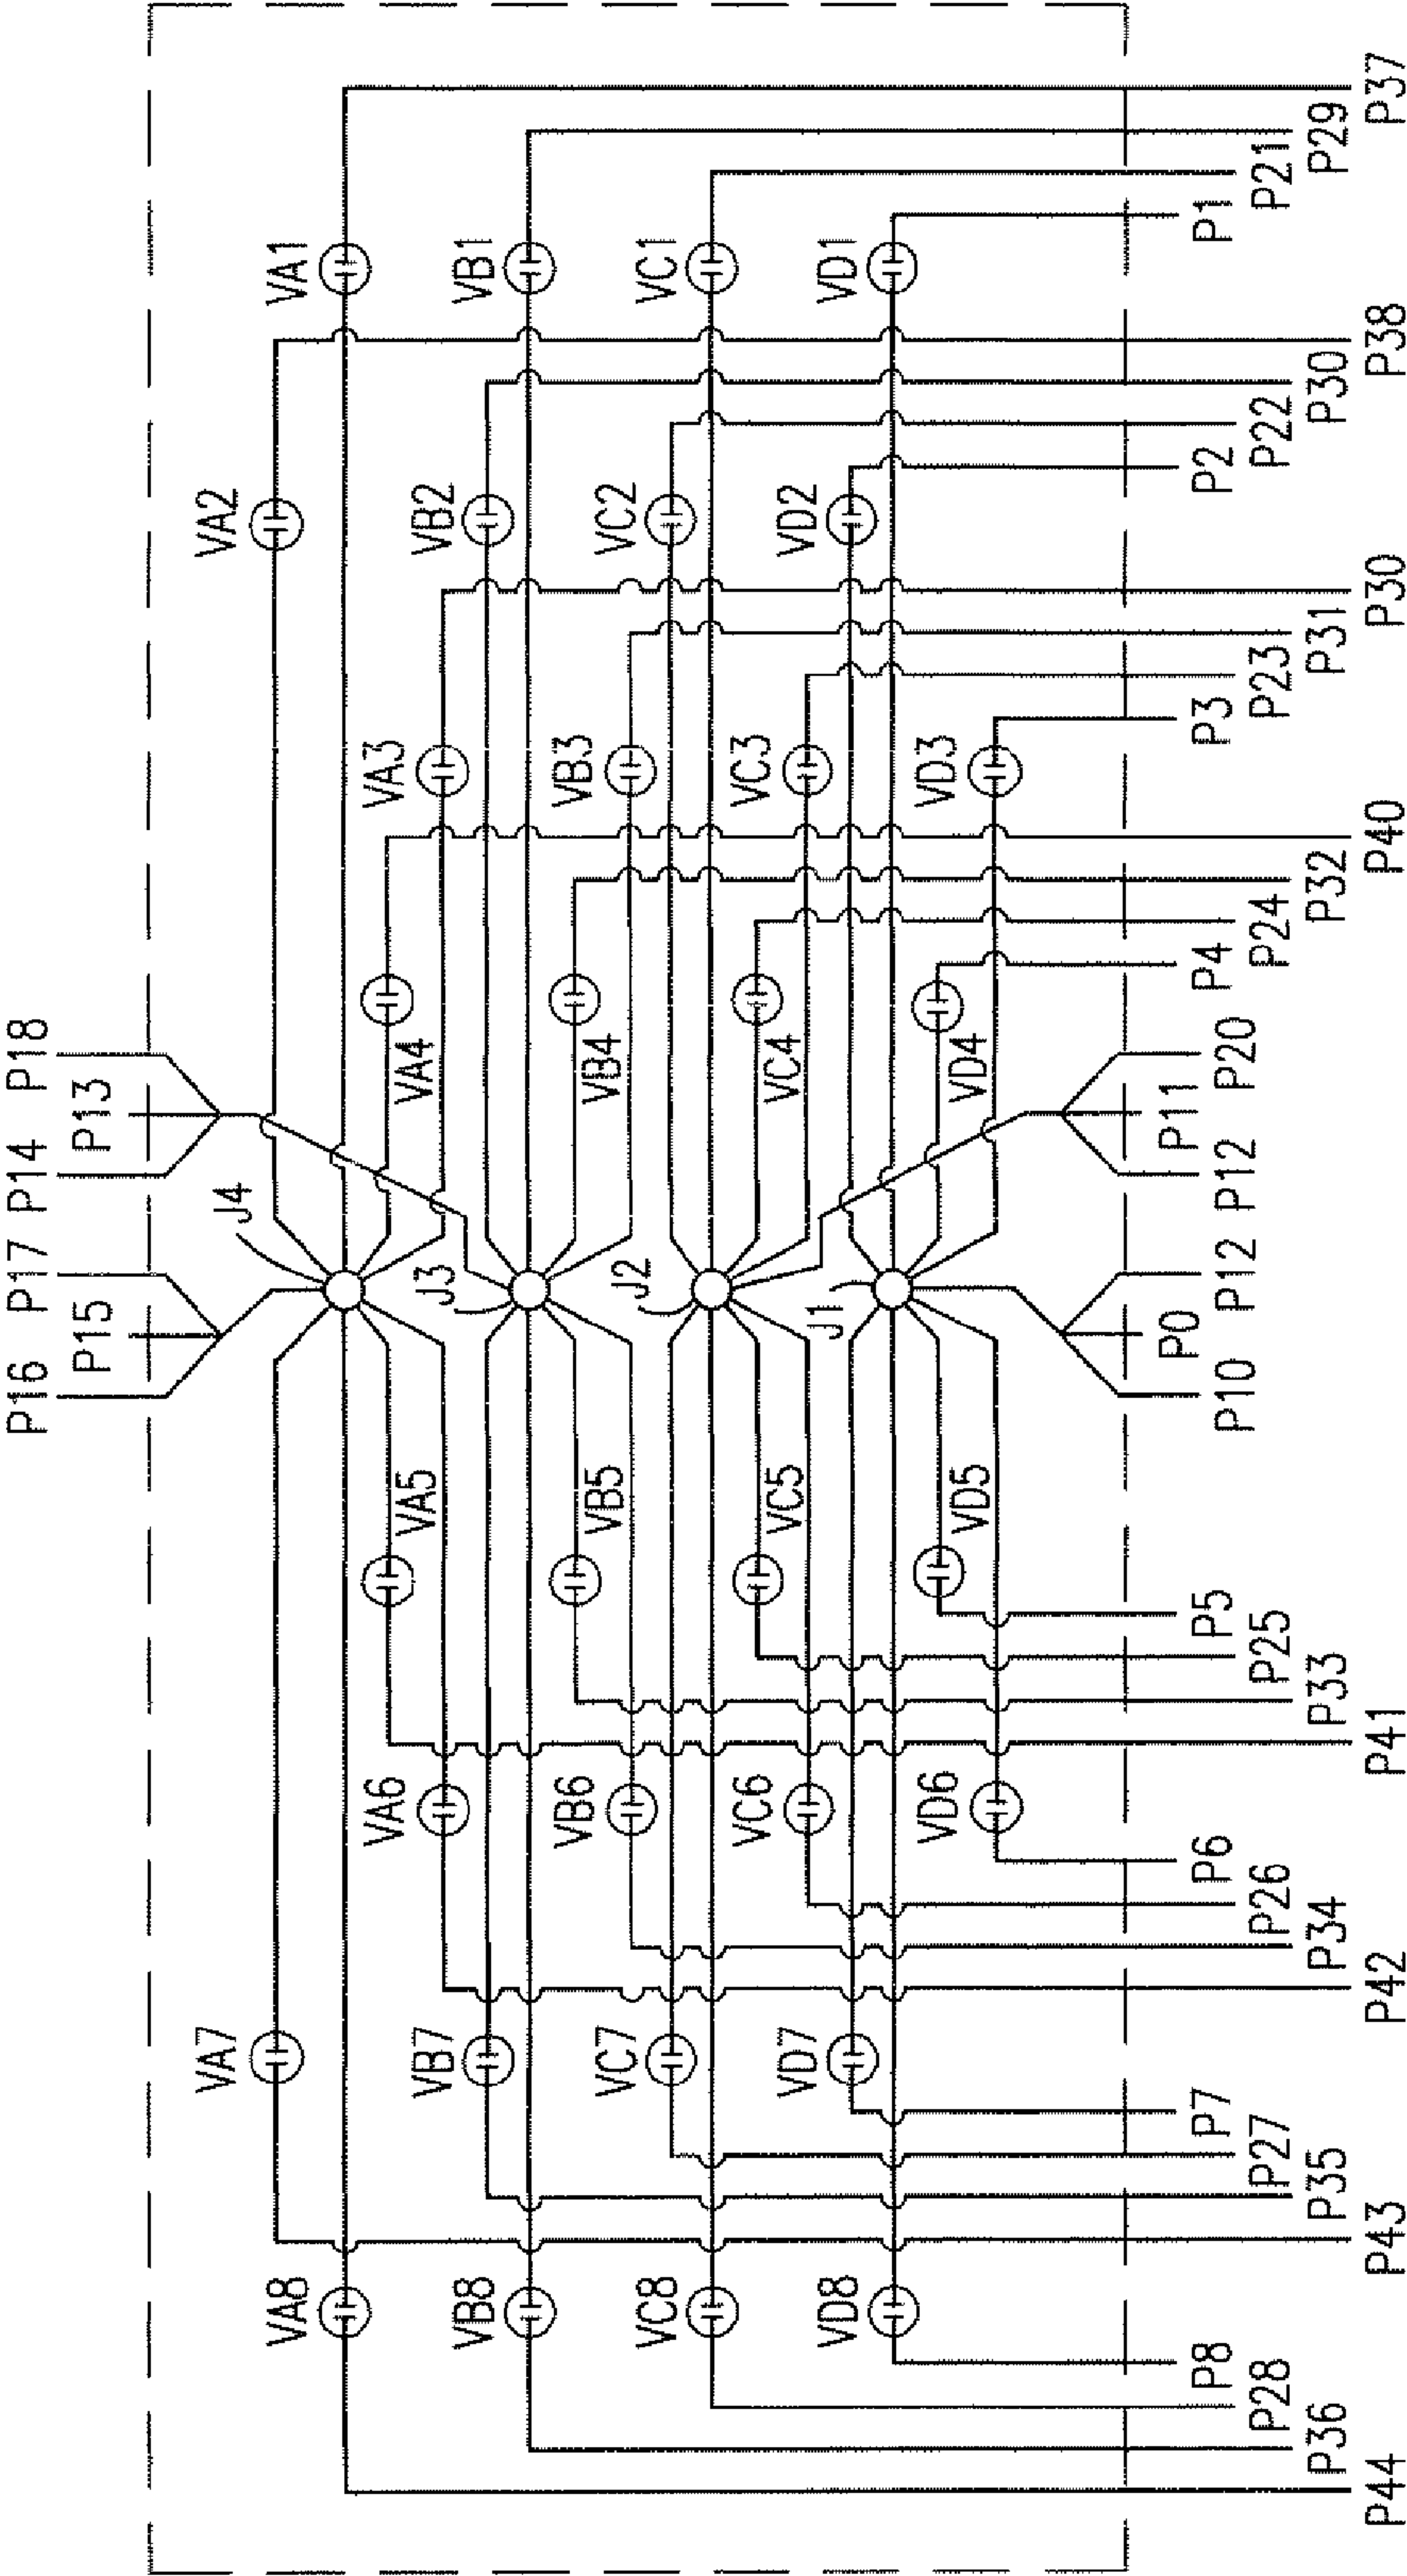 P16 P17 P14 P18
P15 P13
VA7 J4 VA2
VA8 VA1
VA6 VA3
VA5 VA4
VB7 J3 VB2
VB8 VB1
VB6 VB3
VB5 VB4
VC7 J2 VC2
VC8 VC1
VC6 VC3
VC5 VC4
VD7 J1 VD2
VD8 VD1
VD6 VD3
VD5 VD4
P0 P11
P8 P7 P6 P5 P4 P3 P2 P1
P10 P12 P12 P20
P28 P27 P26 P25 P24 P23 P22 P21
P36 P35 P34 P33 P32 P31 P30 P29
P44 P43 P42 P41 P40 P30 P38 P37